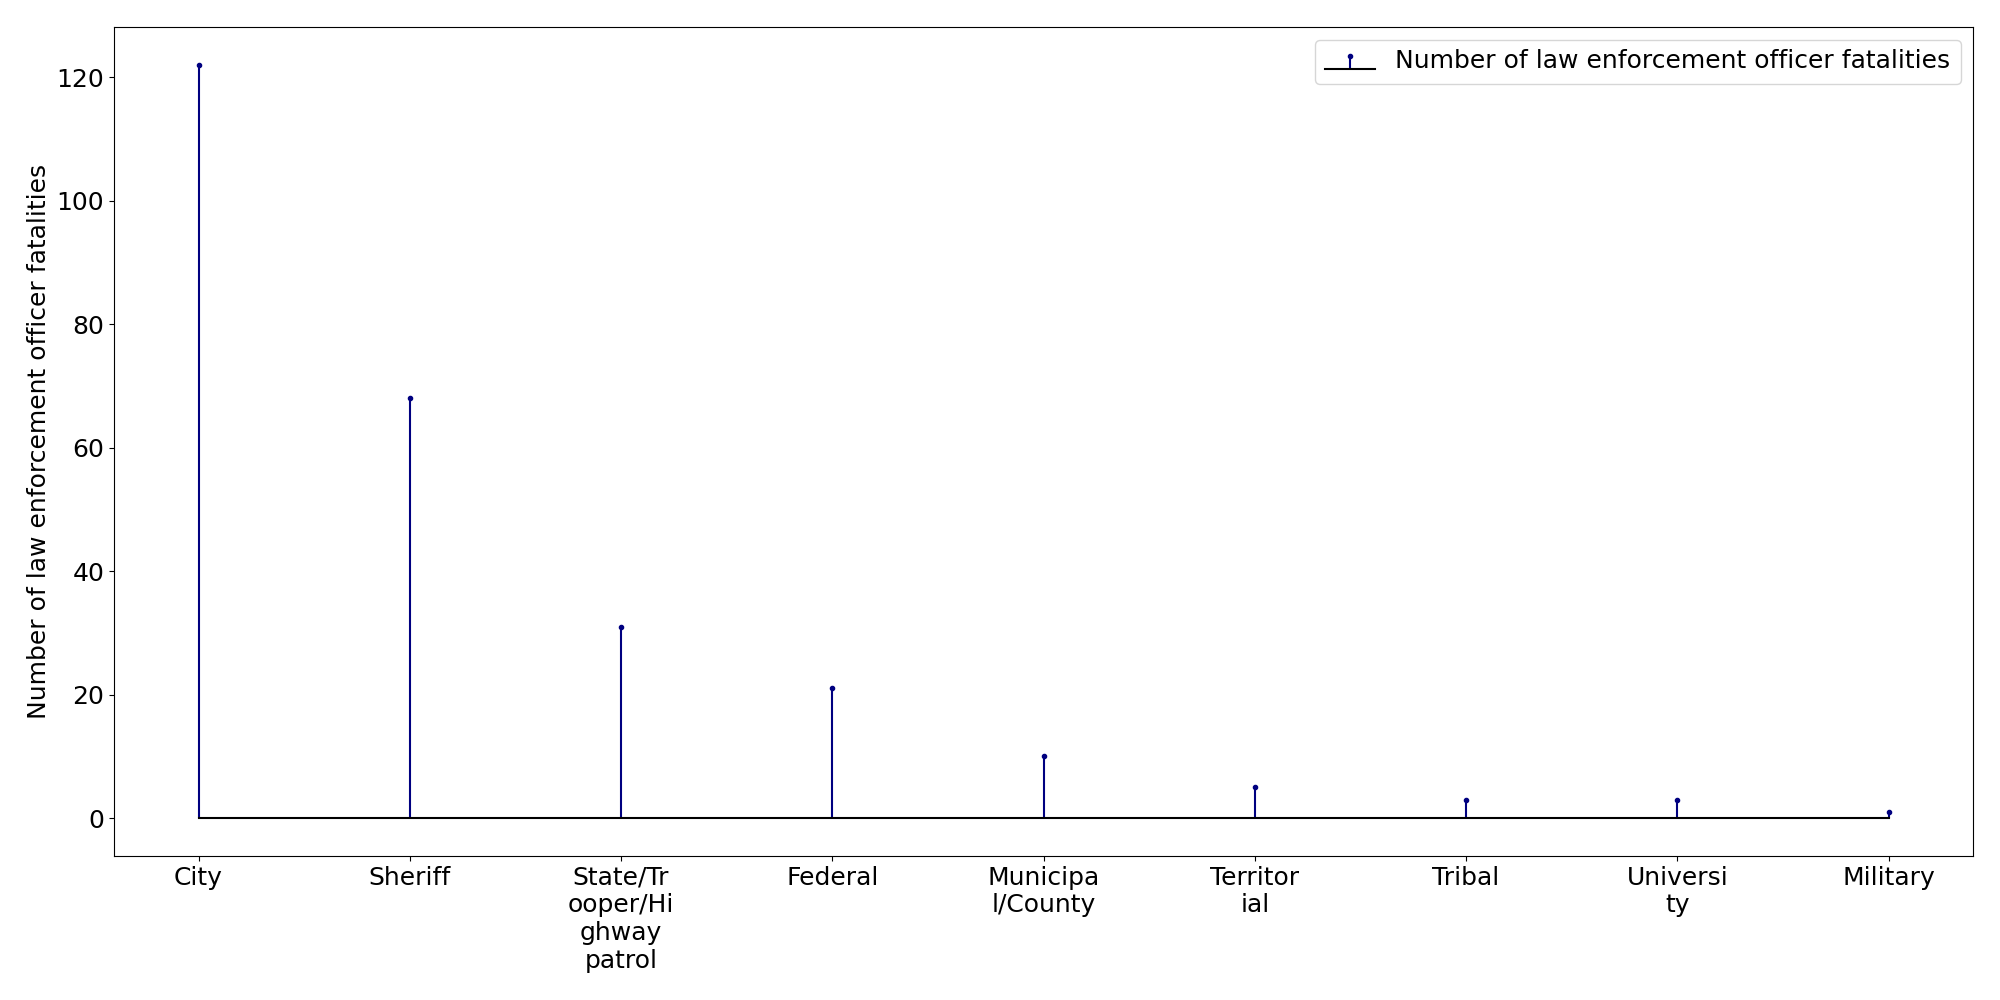 Number of law enforcement officer fatalities
Number of law enforcement officer fatalities
120
100
80
60
40
20
0
City
Sheriff
State/Tr
ooper/Hi
ghway
patrol
Federal
Municipa
l/County
Territor
ial
Tribal
Universi
ty
Military